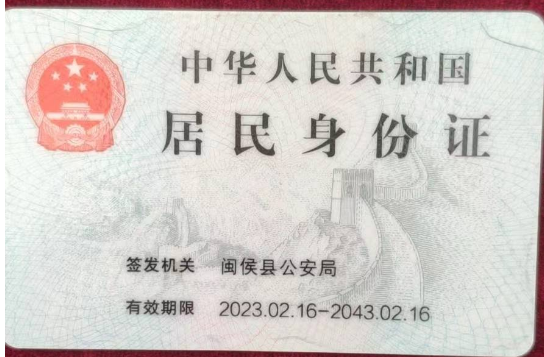 中华人民共和国
居民身份证
签发机关 闽侯县公安局
有效期限 2023.02.16-2043.02.16